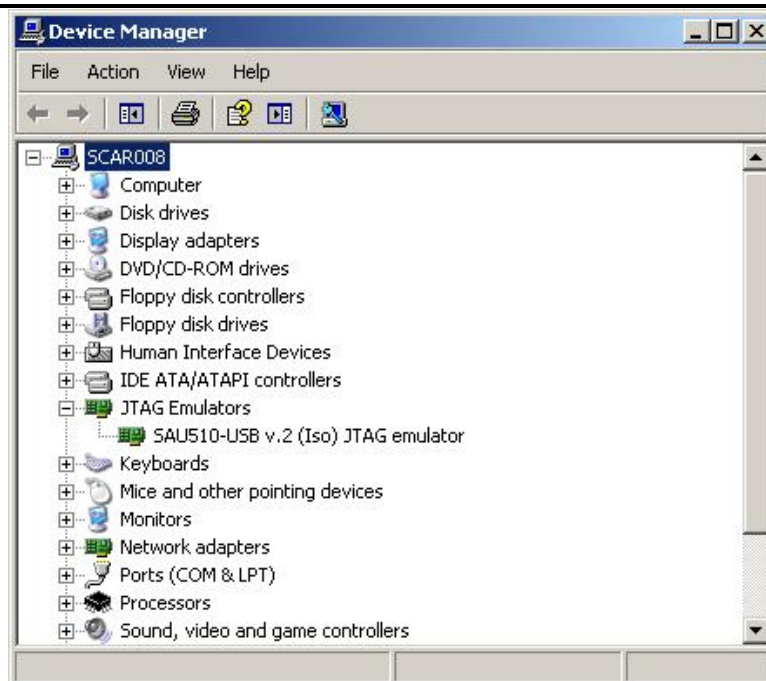 Device Manager
File Action View Help
SCAR008
Computer
Disk drives
Display adapters
DVD/CD-ROM drives
Floppy disk controllers
Floppy disk drives
Human Interface Devices
IDE ATA/ATAPI controllers
JTAG Emulators
SAU510-USB v.2 (Iso) JTAG emulator
Keyboards
Mice and other pointing devices
Monitors
Network adapters
Ports (COM & LPT)
Processors
Sound, video and game controllers